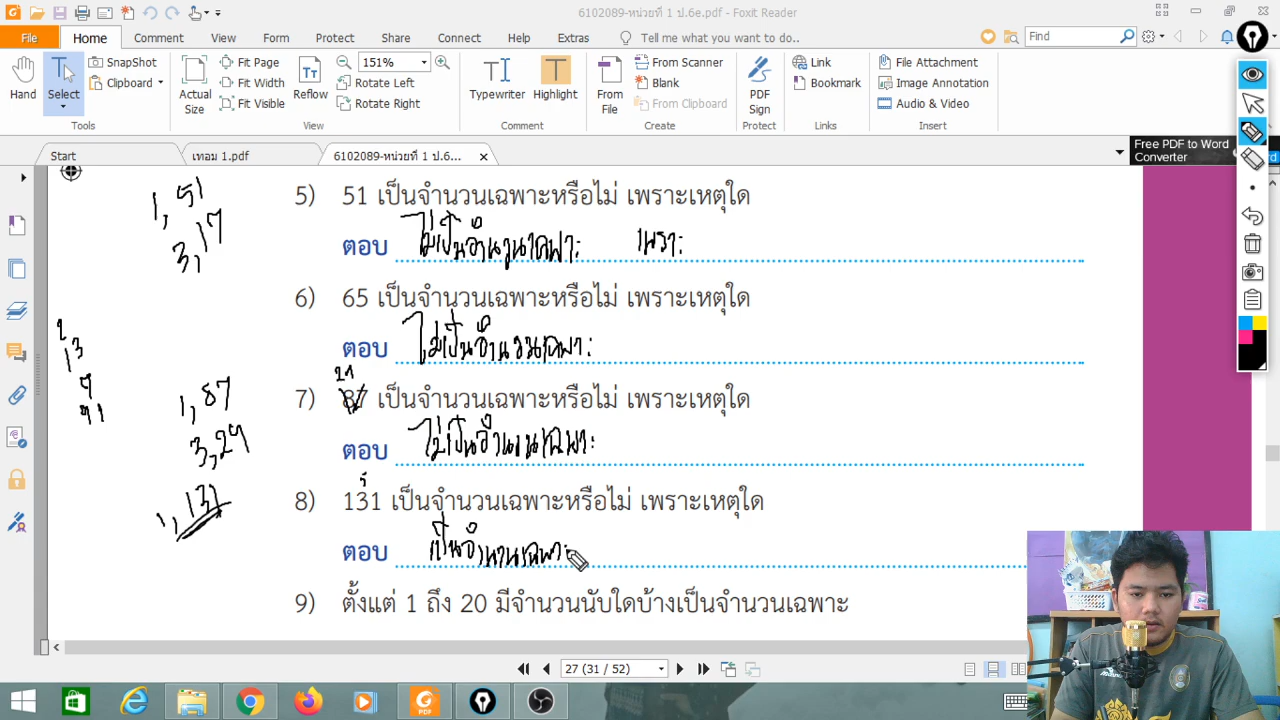 6102089-หน่วยที่ 1 ป.6e.pdf - Foxit Reader
File Home Comment View Form Protect Share Connect Help Extras Tell me what you want to do... Find
Hand
Select
SnapShot
Clipboard
Tools
Actual Size
Fit Page
Fit Width
Fit Visible
Reflow
151%
Rotate Left
Rotate Right
View
Typewriter
Highlight
Comment
From File
From Scanner
Blank
From Clipboard
Create
PDF Sign
Protect
Link
Bookmark
Links
File Attachment
Image Annotation
Audio & Video
Insert
Start เทอม 1.pdf 6102089-หน่วยที่ 1 ป.6...
Free PDF to Word Converter
1, 51
3, 17
5) 51 เป็นจำนวนเฉพาะหรือไม่ เพราะเหตุใด
ตอบ ไม่เป็นจำนวนเฉพาะ เพราะ
6) 65 เป็นจำนวนเฉพาะหรือไม่ เพราะเหตุใด
ตอบ ไม่เป็นจำนวนเฉพาะ
29
7) 87 เป็นจำนวนเฉพาะหรือไม่ เพราะเหตุใด
1, 87
3, 29
ตอบ ไม่เป็นจำนวนเฉพาะ
8) 131 เป็นจำนวนเฉพาะหรือไม่ เพราะเหตุใด
1, 131
ตอบ เป็นจำนวนเฉพาะ
9) ตั้งแต่ 1 ถึง 20 มีจำนวนนับใดบ้างเป็นจำนวนเฉพาะ
27 (31 / 52)